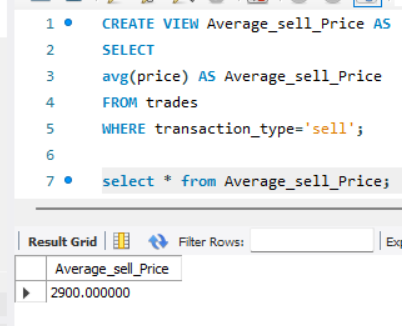 1 CREATE VIEW Average_sell_Price AS
2 SELECT
3 avg(price) AS Average_sell_Price
4 FROM trades
5 WHERE transaction_type='sell';
6
7 select * from Average_sell_Price;
Result Grid Filter Rows:
Average_sell_Price
2900.000000